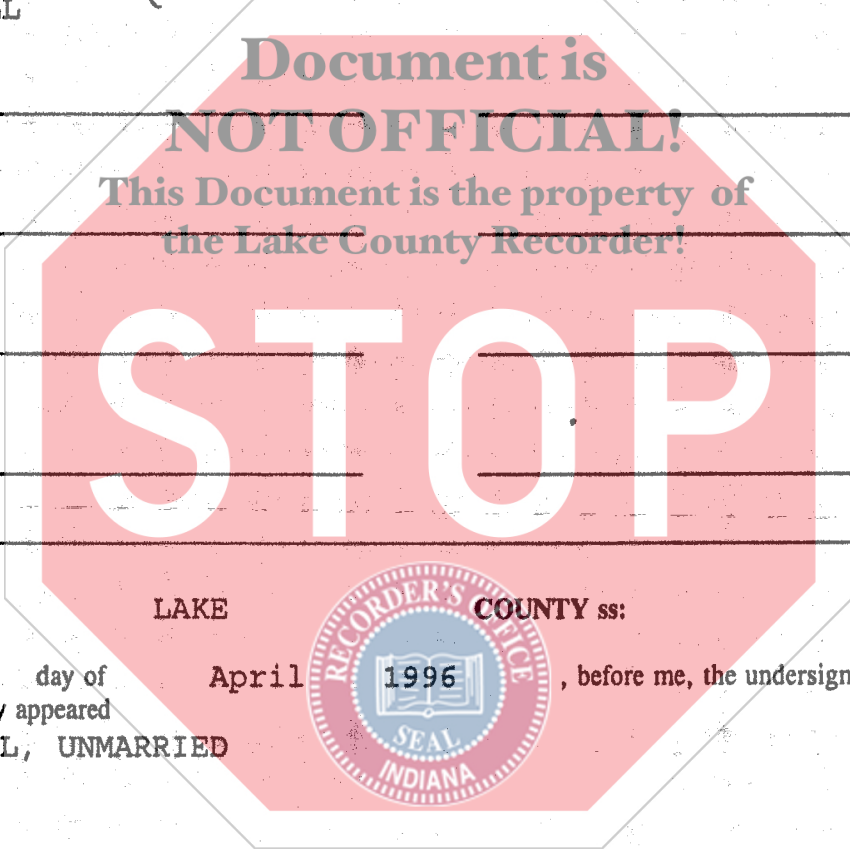 LL
Document is
NOT OFFICIAL!
This Document is the property of
the Lake County Recorder!
STOP
LAKE COUNTY ss:
day of April 1996 , before me, the undersign
appeared
L, UNMARRIED
RECORDER'S OFFICE
SEAL
INDIANA